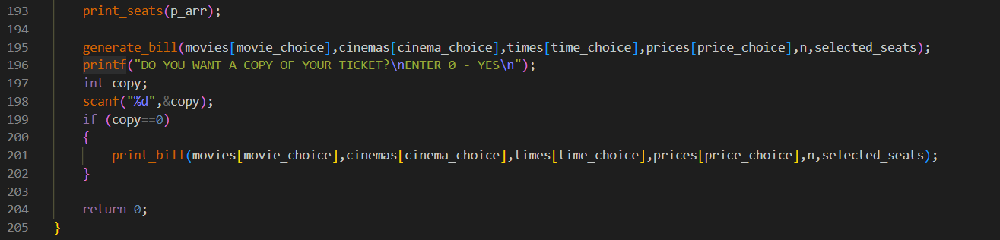 193 print_seats(p_arr);
194
195 generate_bill(movies[movie_choice],cinemas[cinema_choice],times[time_choice],prices[price_choice],n,selected_seats);
196 printf("DO YOU WANT A COPY OF YOUR TICKET?\nENTER 0 - YES\n");
197 int copy;
198 scanf("%d",&copy);
199 if (copy==0)
200 {
201 print_bill(movies[movie_choice],cinemas[cinema_choice],times[time_choice],prices[price_choice],n,selected_seats);
202 }
203
204 return 0;
205 }